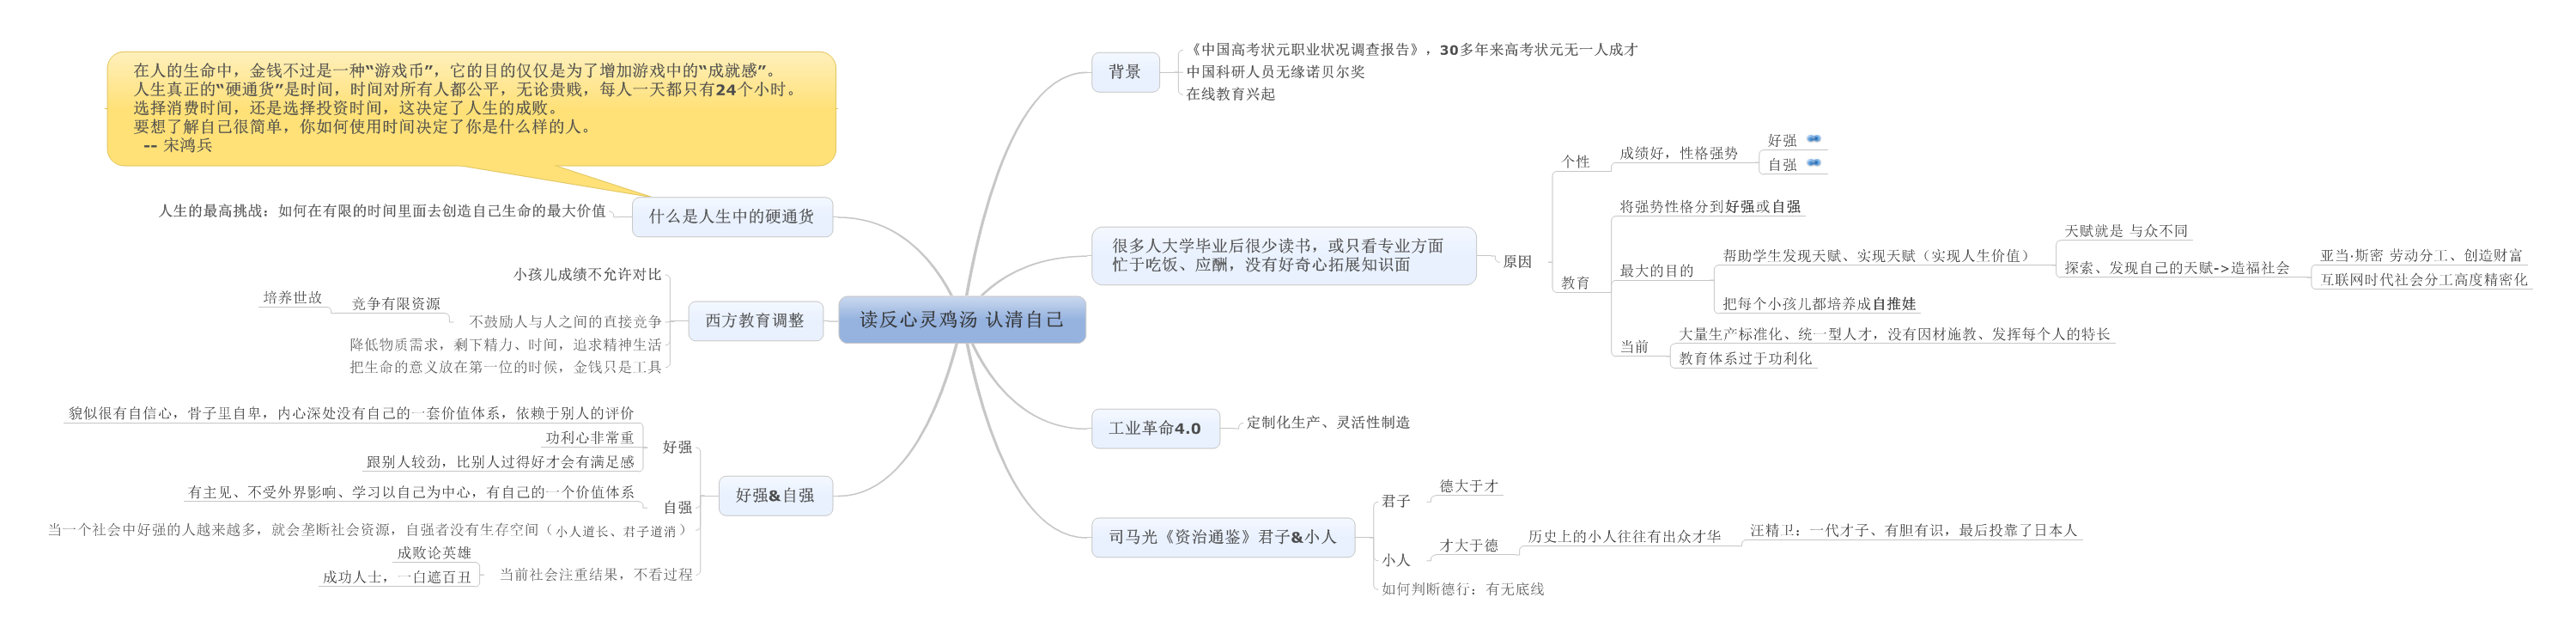 读反心灵鸡汤 认清自己
背景
《中国高考状元职业状况调查报告》，30多年来高考状元无一人成才
中国科研人员无缘诺贝尔奖
在线教育兴起
很多人大学毕业后很少读书，或只看专业方面
忙于吃饭、应酬，没有好奇心拓展知识面
原因
个性
成绩好，性格强势
好强
自强
教育
将强势性格分到好强或自强
最大的目的
帮助学生发现天赋、实现天赋（实现人生价值）
天赋就是 与众不同
探索、发现自己的天赋->造福社会
亚当·斯密 劳动分工、创造财富
互联网时代社会分工高度精密化
把每个小孩儿都培养成自推娃
当前
大量生产标准化、统一型人才，没有因材施教、发挥每个人的特长
教育体系过于功利化
工业革命4.0
定制化生产、灵活性制造
司马光《资治通鉴》君子&小人
君子
德大于才
小人
才大于德
历史上的小人往往有出众才华
汪精卫：一代才子、有胆有识，最后投靠了日本人
如何判断德行：有无底线
在人的生命中，金钱不过是一种“游戏币”，它的目的仅仅是为了增加游戏中的“成就感”。
人生真正的“硬通货”是时间，时间对所有人都公平，无论贵贱，每人一天都只有24个小时。
选择消费时间，还是选择投资时间，这决定了人生的成败。
要想了解自己很简单，你如何使用时间决定了你是什么样的人。
-- 宋鸿兵
什么是人生中的硬通货
人生的最高挑战：如何在有限的时间里面去创造自己生命的最大价值
西方教育调整
小孩儿成绩不允许对比
不鼓励人与人之间的直接竞争
竞争有限资源
培养世故
降低物质需求，剩下精力、时间，追求精神生活
把生命的意义放在第一位的时候，金钱只是工具
好强&自强
好强
貌似很有自信心，骨子里自卑，内心深处没有自己的一套价值体系，依赖于别人的评价
功利心非常重
跟别人较劲，比别人过得好才会有满足感
自强
有主见、不受外界影响、学习以自己为中心，有自己的一个价值体系
当一个社会中好强的人越来越多，就会垄断社会资源，自强者没有生存空间（小人道长、君子道消）
当前社会注重结果，不看过程
成败论英雄
成功人士，一白遮百丑